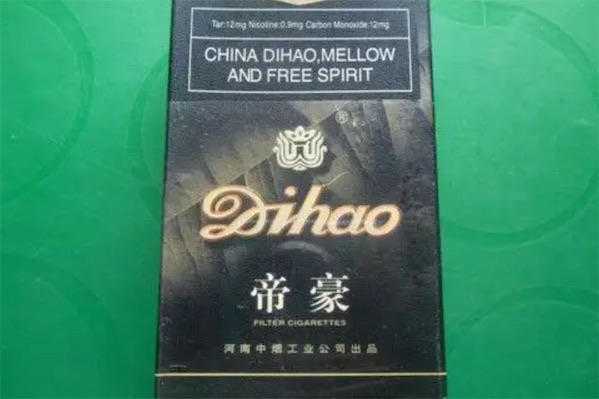 Tar:12mg Nicotine:0.9mg Carbon Monoxide:12mg
CHINA DIHAO,MELLOW
AND FREE SPIRIT
®
Dihao
帝豪
FILTER CIGARETTES
河南中烟工业公司出品